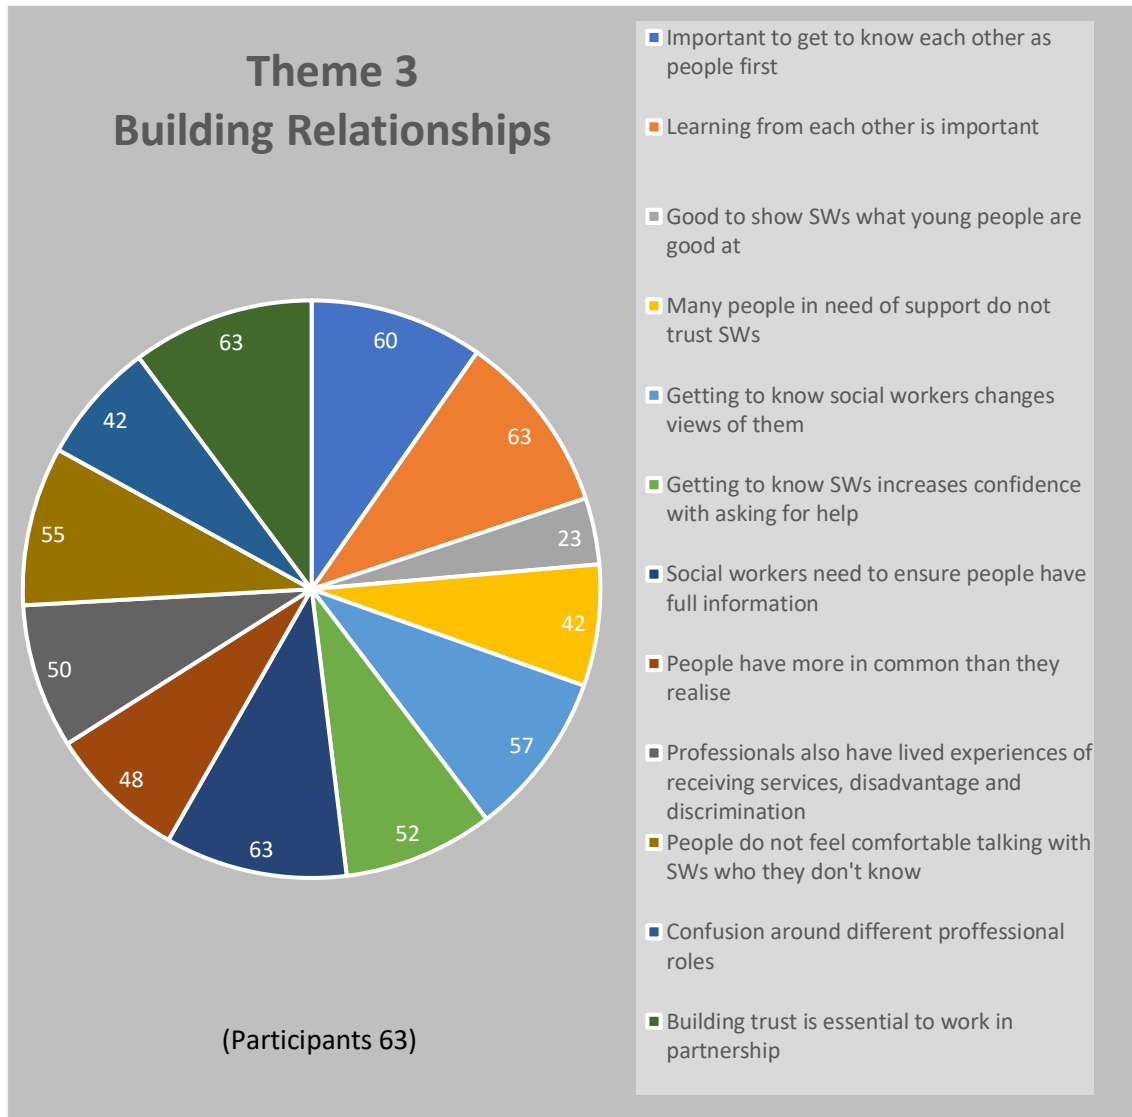 Theme 3
Building Relationships
60
63
23
42
57
52
63
48
50
55
42
63
(Participants 63)
Important to get to know each other as
people first
Learning from each other is important
Good to show SWs what young people are
good at
Many people in need of support do not
trust SWs
Getting to know social workers changes
views of them
Getting to know SWs increases confidence
with asking for help
Social workers need to ensure people have
full information
People have more in common than they
realise
Professionals also have lived experiences of
receiving services, disadvantage and
discrimination
People do not feel comfortable talking with
SWs who they don't know
Confusion around different proffessional
roles
Building trust is essential to work in
partnership